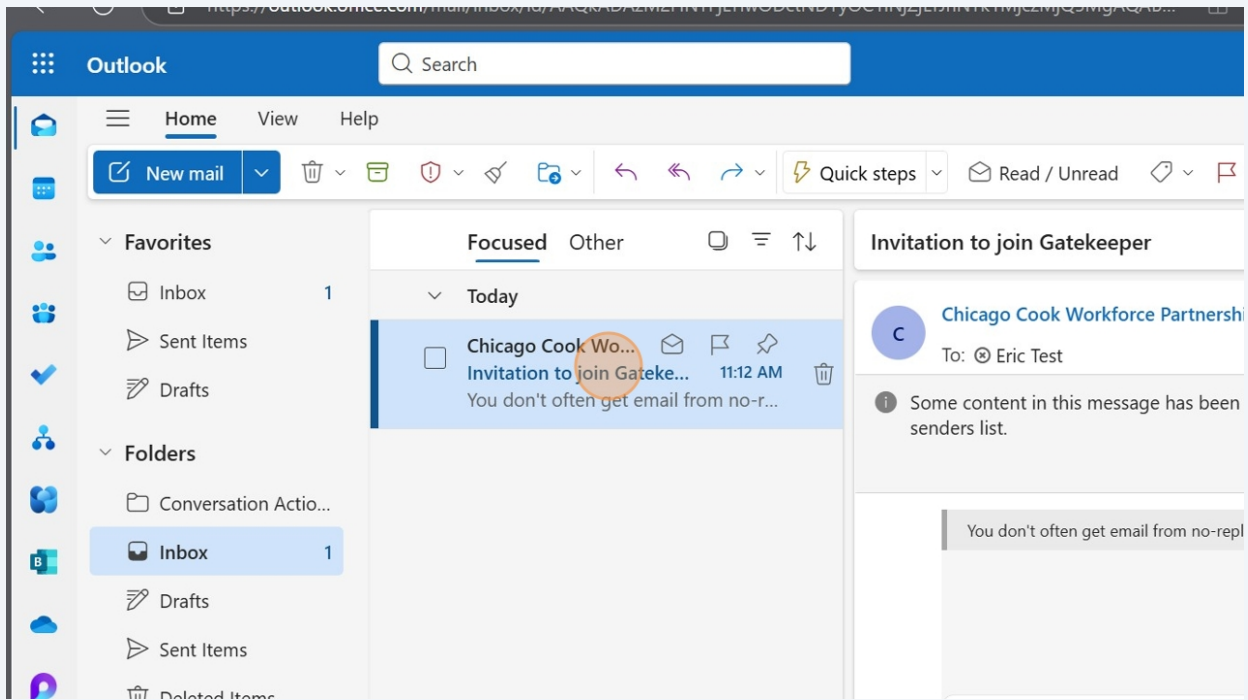 Outlook
Search
Home View Help
New mail
Quick steps
Read / Unread
Favorites
Inbox 1
Sent Items
Drafts
Folders
Conversation Actio...
Inbox 1
Drafts
Sent Items
Deleted Items
Focused Other
Today
Chicago Cook Wo...
Invitation to join Gateke... 11:12 AM
You don't often get email from no-r...
Invitation to join Gatekeeper
C
Chicago Cook Workforce Partnershi
To: Eric Test
Some content in this message has been
senders list.
You don't often get email from no-repl
B